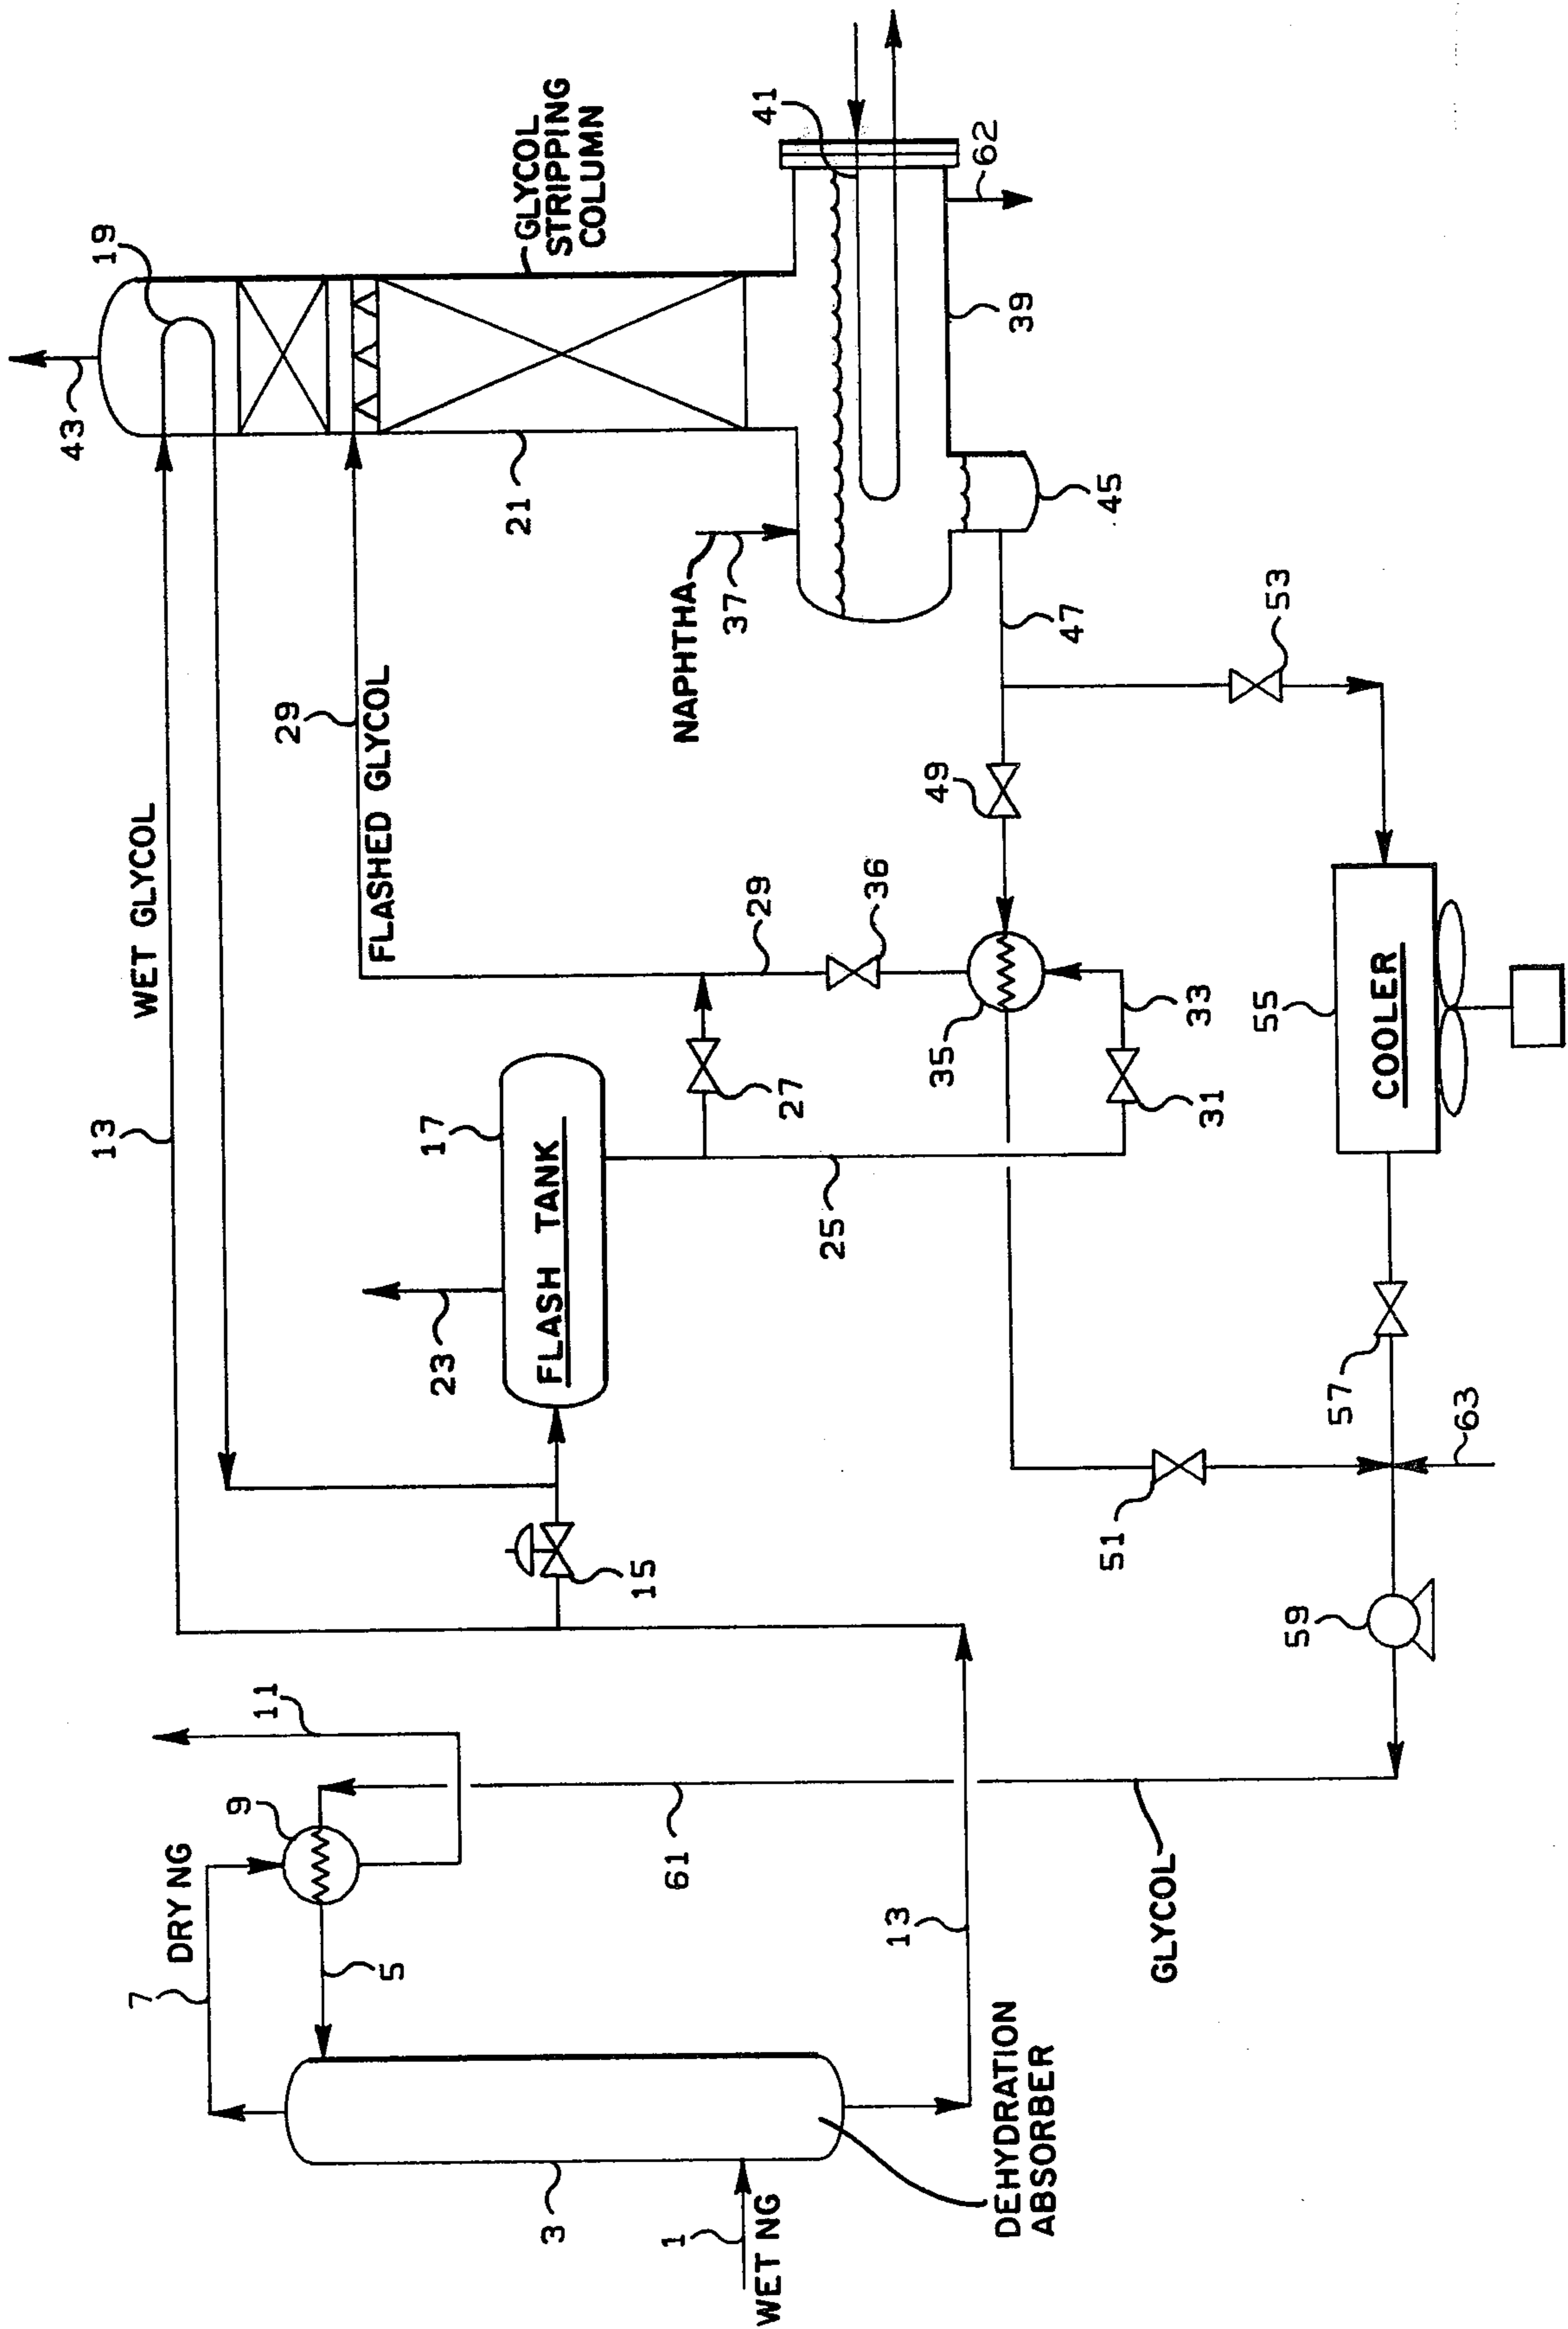 43
19
GLYCOL
STRIPPING
COLUMN
21
41
62
39
45
NAPHTHA
37
47
53
WET GLYCOL
13
29
FLASHED GLYCOL
49
36
29
35
33
31
27
25
17
FLASH TANK
23
15
55
COOLER
57
63
51
59
11
9
DRY NG
7
5
61
13
GLYCOL
3
1
WET NG
DEHYDRATION
ABSORBER